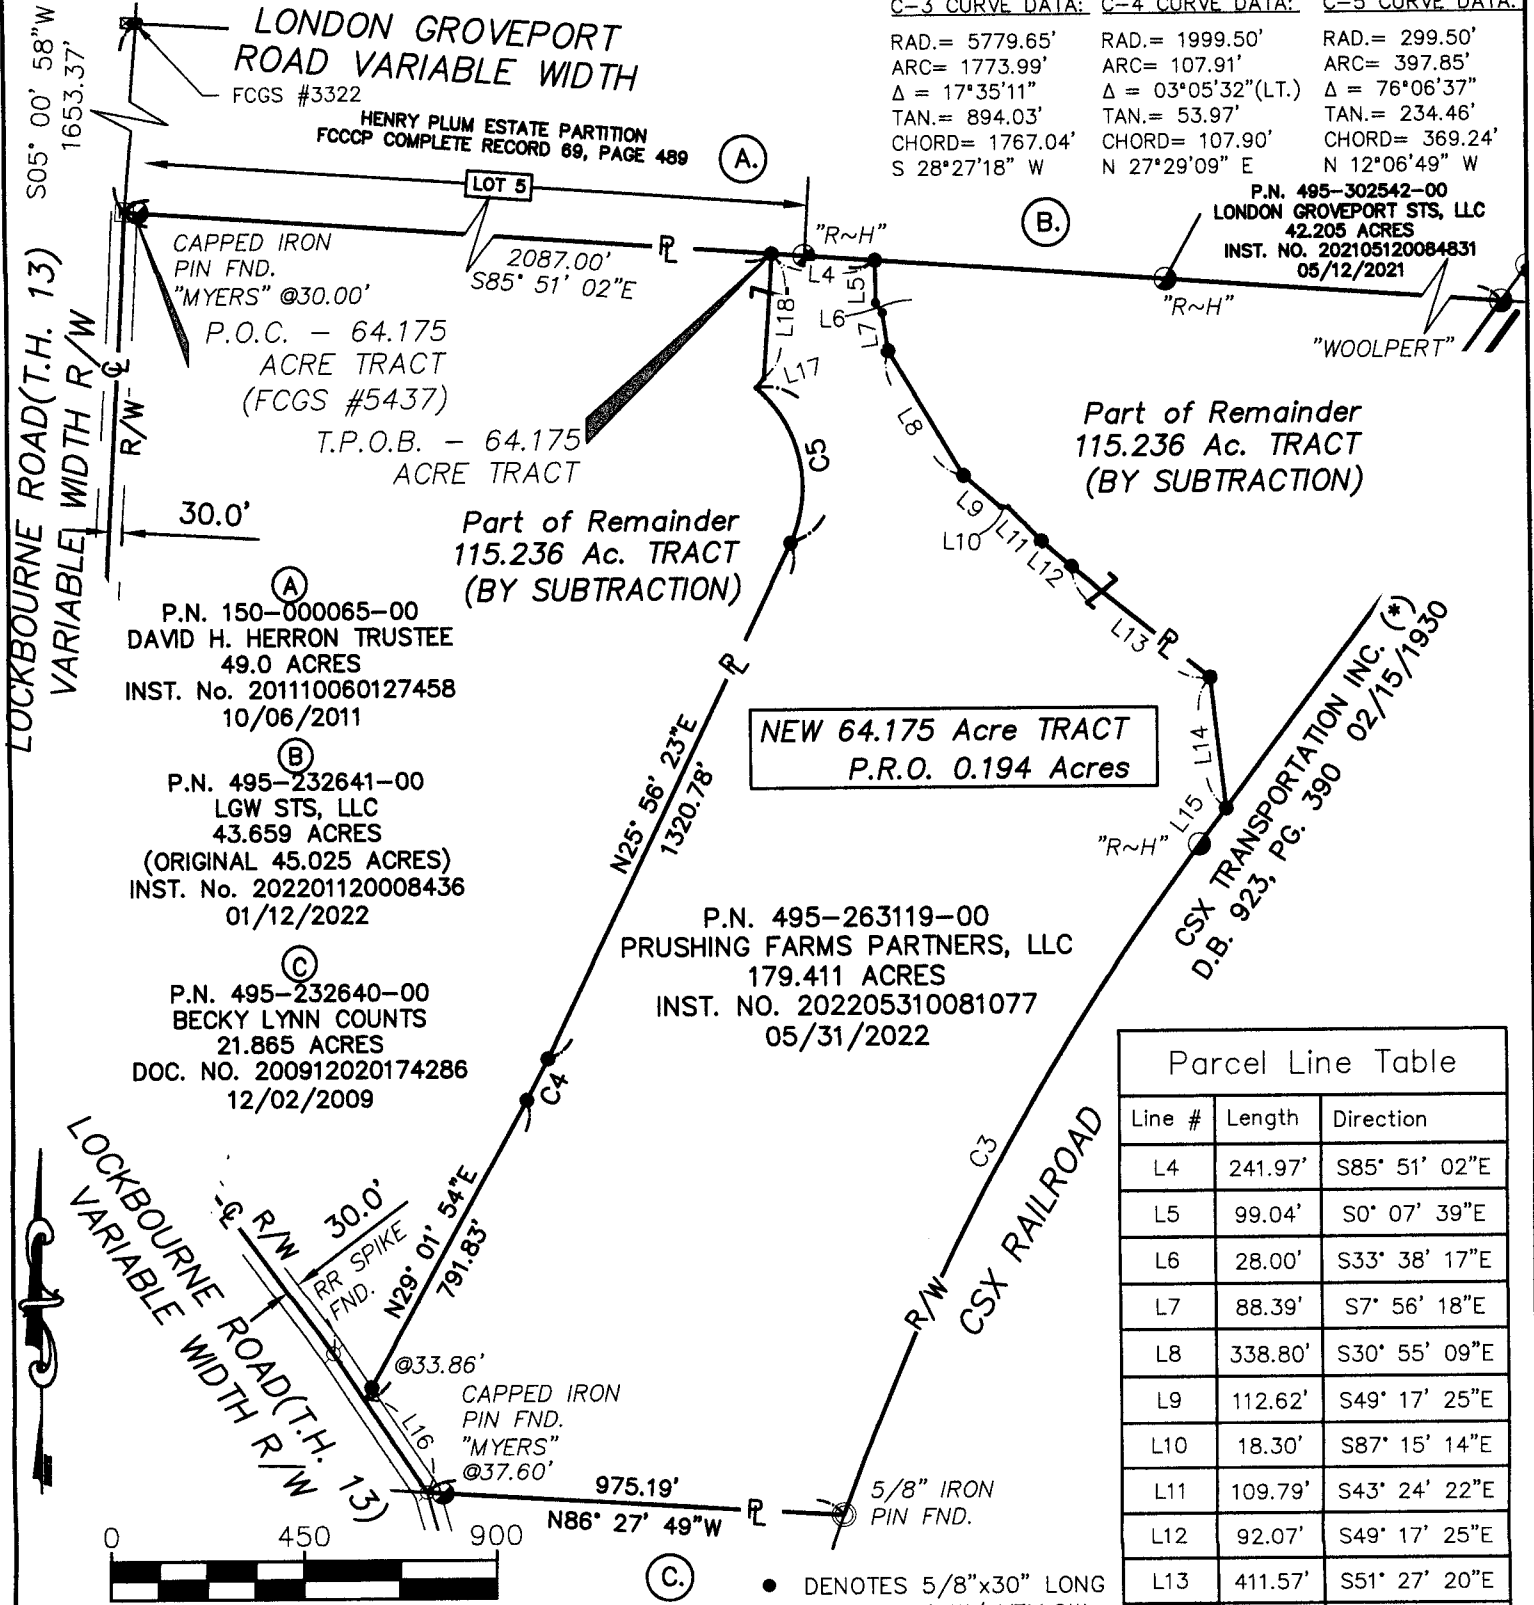 S05° 00' 58"W
1653.37'
LONDON GROVEPORT
ROAD VARIABLE WIDTH
FCGS #3322
HENRY PLUM ESTATE PARTITION
FCCCP COMPLETE RECORD 69, PAGE 489
A.
LOT 5
C-3 CURVE DATA:
RAD.= 5779.65'
ARC= 1773.99'
Δ = 17°35'11"
TAN.= 894.03'
CHORD= 1767.04'
S 28°27'18" W
C-4 CURVE DATA:
RAD.= 1999.50'
ARC= 107.91'
Δ = 03°05'32"(LT.)
TAN.= 53.97'
CHORD= 107.90'
N 27°29'09" E
C-5 CURVE DATA:
RAD.= 299.50'
ARC= 397.85'
Δ = 76°06'37"
TAN.= 234.46'
CHORD= 369.24'
N 12°06'49" W
P.N. 495-302542-00
LONDON GROVEPORT STS, LLC
42.205 ACRES
INST. NO. 202105120084831
05/12/2021
B.
"R~H"
"R~H"
"WOOLPERT"
CAPPED IRON
PIN FND.
"MYERS" @30.00'
2087.00'
S85° 51' 02"E
PL
L4
L5
L6
L7
L18
L17
P.O.C. - 64.175
ACRE TRACT
(FCGS #5437)
T.P.O.B. - 64.175
ACRE TRACT
LOCKBOURNE ROAD(T.H. 13)
VARIABLE WIDTH R/W
CL
R/W
30.0'
C5
L8
L9
L10
L11
L12
L13
PL
L14
L15
Part of Remainder
115.236 Ac. TRACT
(BY SUBTRACTION)
Part of Remainder
115.236 Ac. TRACT
(BY SUBTRACTION)
A
P.N. 150-000065-00
DAVID H. HERRON TRUSTEE
49.0 ACRES
INST. No. 201110060127458
10/06/2011
B
P.N. 495-232641-00
LGW STS, LLC
43.659 ACRES
(ORIGINAL 45.025 ACRES)
INST. No. 202201120008436
01/12/2022
C
P.N. 495-232640-00
BECKY LYNN COUNTS
21.865 ACRES
DOC. NO. 200912020174286
12/02/2009
PL
N25° 56' 23"E
1320.78'
NEW 64.175 Acre TRACT
P.R.O. 0.194 Acres
"R~H"
CSX TRANSPORTATION INC. (*)
D.B. 923, PG. 390 02/15/1930
P.N. 495-263119-00
PRUSHING FARMS PARTNERS, LLC
179.411 ACRES
INST. NO. 202205310081077
05/31/2022
C4
C3
R/W
CSX RAILROAD
N29° 01' 54"E
791.83'
LOCKBOURNE ROAD(T.H. 13)
VARIABLE WIDTH R/W
CL
R/W
30.0'
RR SPIKE
FND.
@33.86'
L16
CAPPED IRON
PIN FND.
"MYERS"
@37.60'
975.19'
N86° 27' 49"W
PL
5/8" IRON
PIN FND.
0 450 900
C.
DENOTES 5/8"x30" LONG
Parcel Line Table
Line # Length Direction
L4 241.97' S85° 51' 02"E
L5 99.04' S0° 07' 39"E
L6 28.00' S33° 38' 17"E
L7 88.39' S7° 56' 18"E
L8 338.80' S30° 55' 09"E
L9 112.62' S49° 17' 25"E
L10 18.30' S87° 15' 14"E
L11 109.79' S43° 24' 22"E
L12 92.07' S49° 17' 25"E
L13 411.57' S51° 27' 20"E